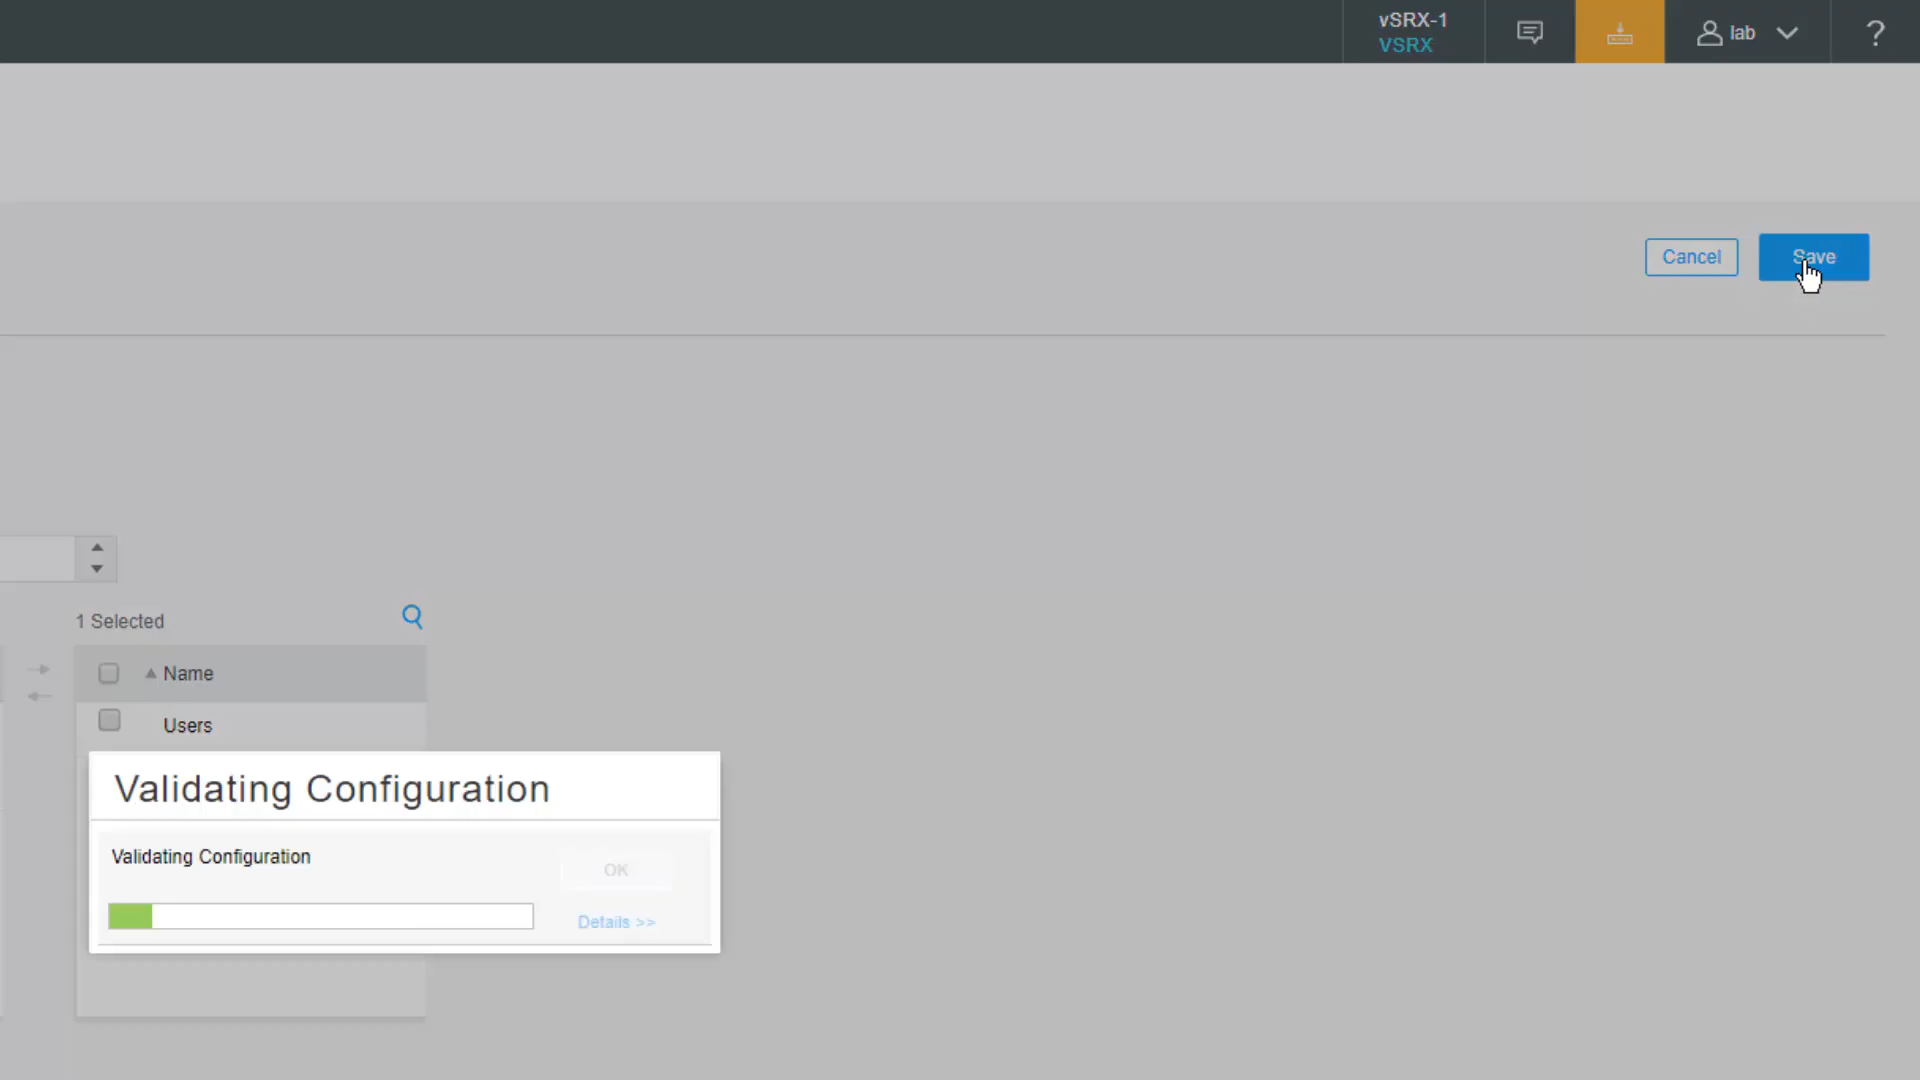 vSRX-1
VSRX
lab
?
Cancel
Save
1 Selected
Name
Users
Validating Configuration
Validating Configuration
OK
Details >>